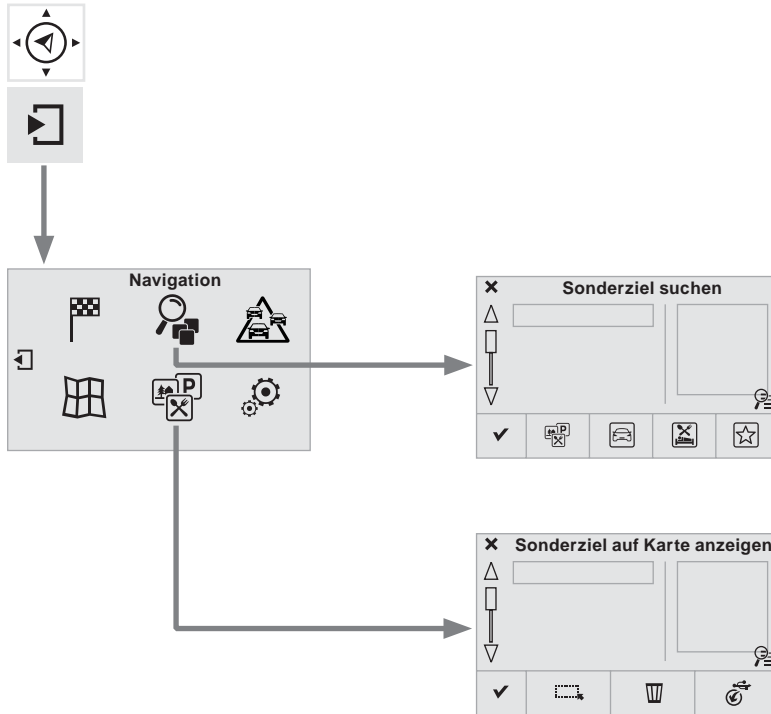 Navigation
Sonderziel suchen
P
P
Sonderziel auf Karte anzeigen